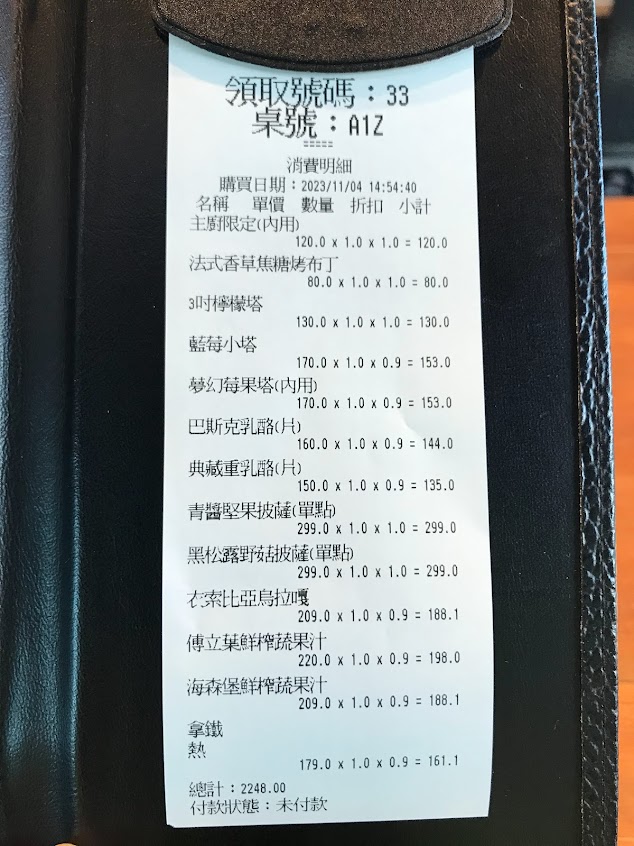 領取號碼：33
桌號：A1Z
=====
消費明細
購買日期：2023/11/04 14:54:40
名稱 單價 數量 折扣 小計
主廚限定(內用)
120.0 x 1.0 x 1.0 = 120.0
法式香草焦糖烤布丁
80.0 x 1.0 x 1.0 = 80.0
3吋檸檬塔
130.0 x 1.0 x 1.0 = 130.0
藍莓小塔
170.0 x 1.0 x 0.9 = 153.0
夢幻莓果塔(內用)
170.0 x 1.0 x 0.9 = 153.0
巴斯克乳酪(片)
160.0 x 1.0 x 0.9 = 144.0
典藏重乳酪(片)
150.0 x 1.0 x 0.9 = 135.0
青醬堅果披薩(單點)
299.0 x 1.0 x 1.0 = 299.0
黑松露野菇披薩(單點)
299.0 x 1.0 x 1.0 = 299.0
衣索比亞烏拉嘎
209.0 x 1.0 x 0.9 = 188.1
傅立葉鮮榨蔬果汁
220.0 x 1.0 x 0.9 = 198.0
海森堡鮮榨蔬果汁
209.0 x 1.0 x 0.9 = 188.1
拿鐵
熱
179.0 x 1.0 x 0.9 = 161.1
總計：2248.00
付款狀態：未付款